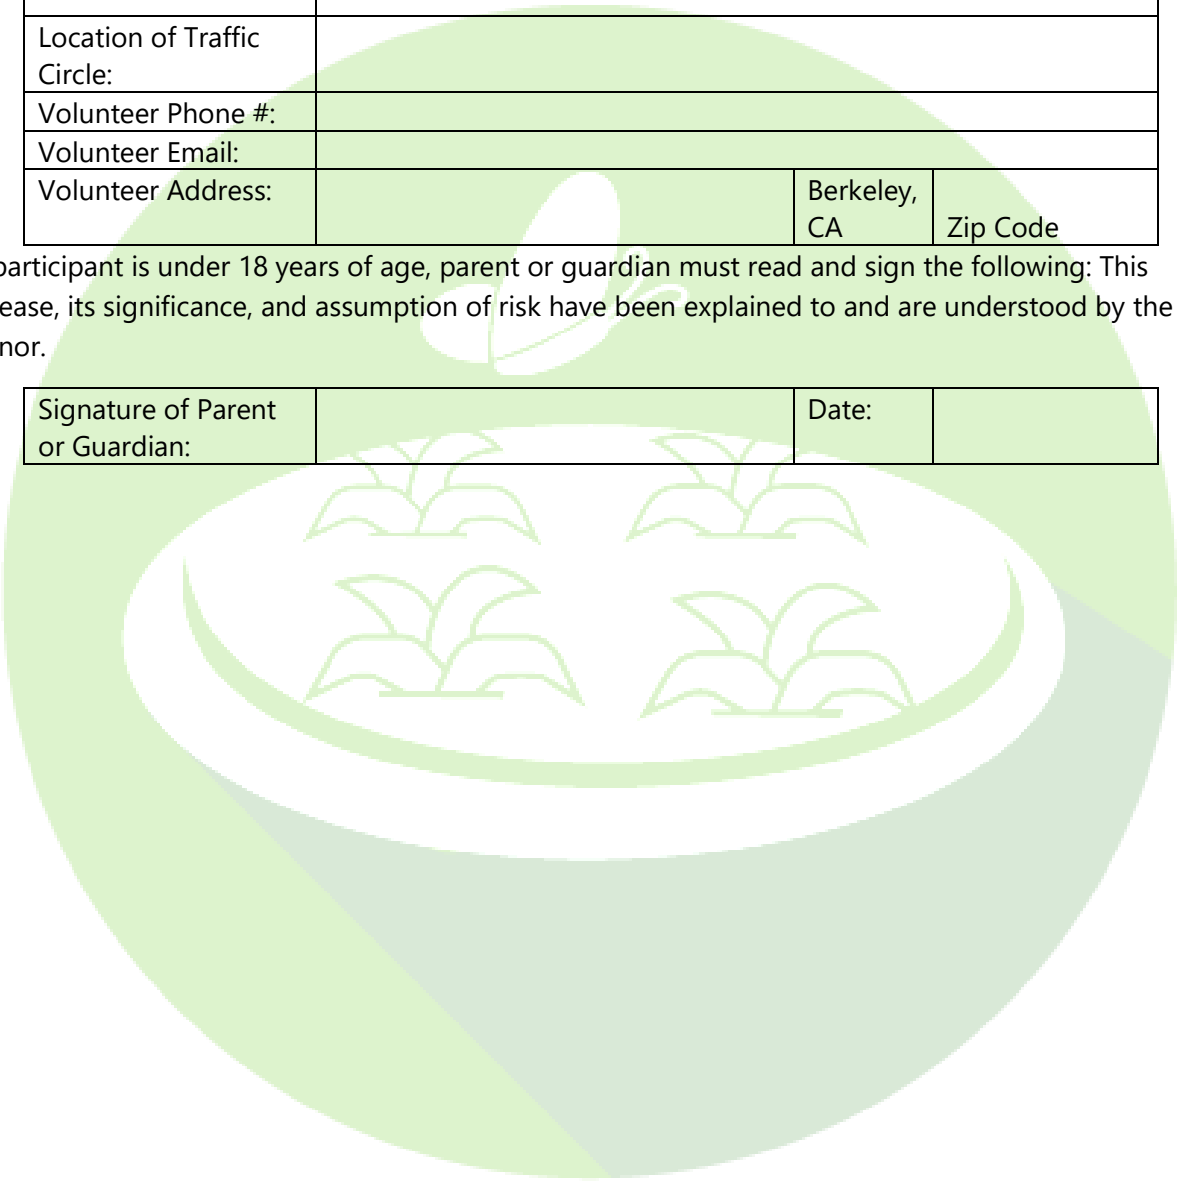 Location of Traffic
Circle:
Volunteer Phone #:
Volunteer Email:
Volunteer Address:
Berkeley,
CA
Zip Code
participant is under 18 years of age, parent or guardian must read and sign the following: This
ease, its significance, and assumption of risk have been explained to and are understood by the
nor.
Signature of Parent
or Guardian:
Date: